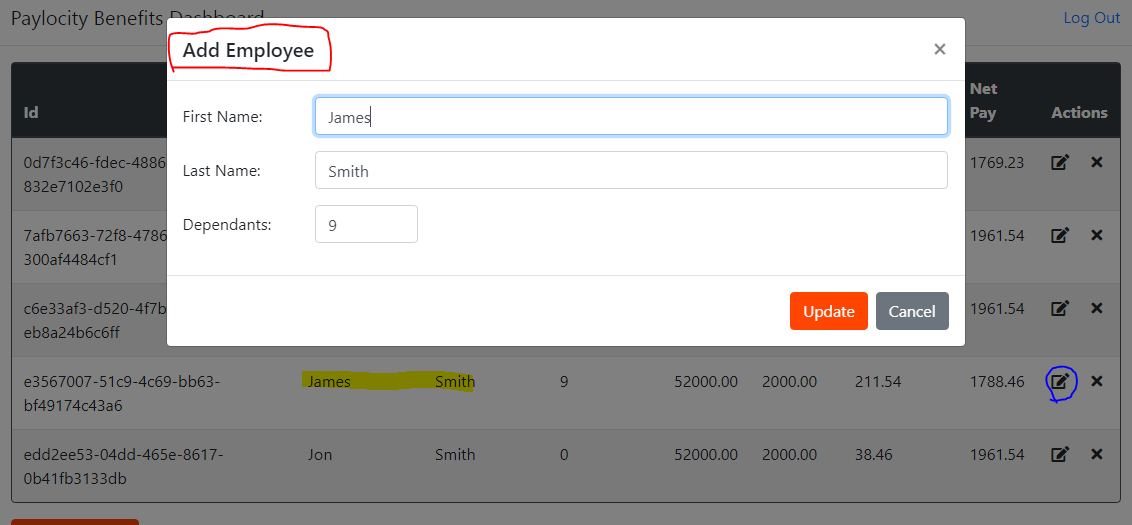 Paylocity Benefits Dashboard
Log Out
Add Employee
×
First Name:
James
Last Name:
Smith
Dependants:
9
Update
Cancel
Id
Net
Pay
Actions
0d7f3c46-fdec-4886
832e7102e3f0
1769.23
7afb7663-72f8-4786
300af4484cf1
1961.54
c6e33af3-d520-4f7b
eb8a24b6c6ff
1961.54
e3567007-51c9-4c69-bb63-
bf49174c43a6
James
Smith
9
52000.00
2000.00
211.54
1788.46
edd2ee53-04dd-465e-8617-
0b41fb3133db
Jon
Smith
0
52000.00
2000.00
38.46
1961.54